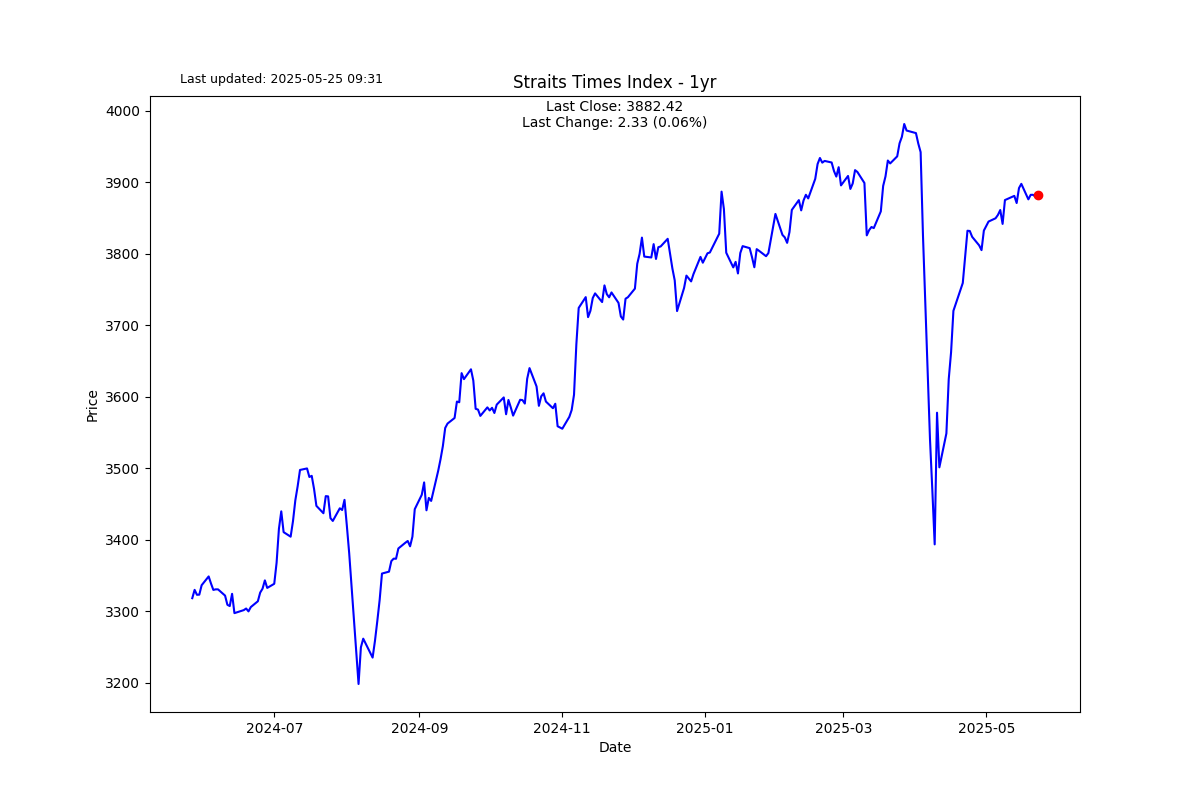 Last updated: 2025-05-25 09:31
Straits Times Index - 1yr
Last Close: 3882.42
Last Change: 2.33 (0.06%)
4000
3900
3800
3700
3600
3500
3400
3300
3200
Price
2024-07
2024-09
2024-11
2025-01
2025-03
2025-05
Date